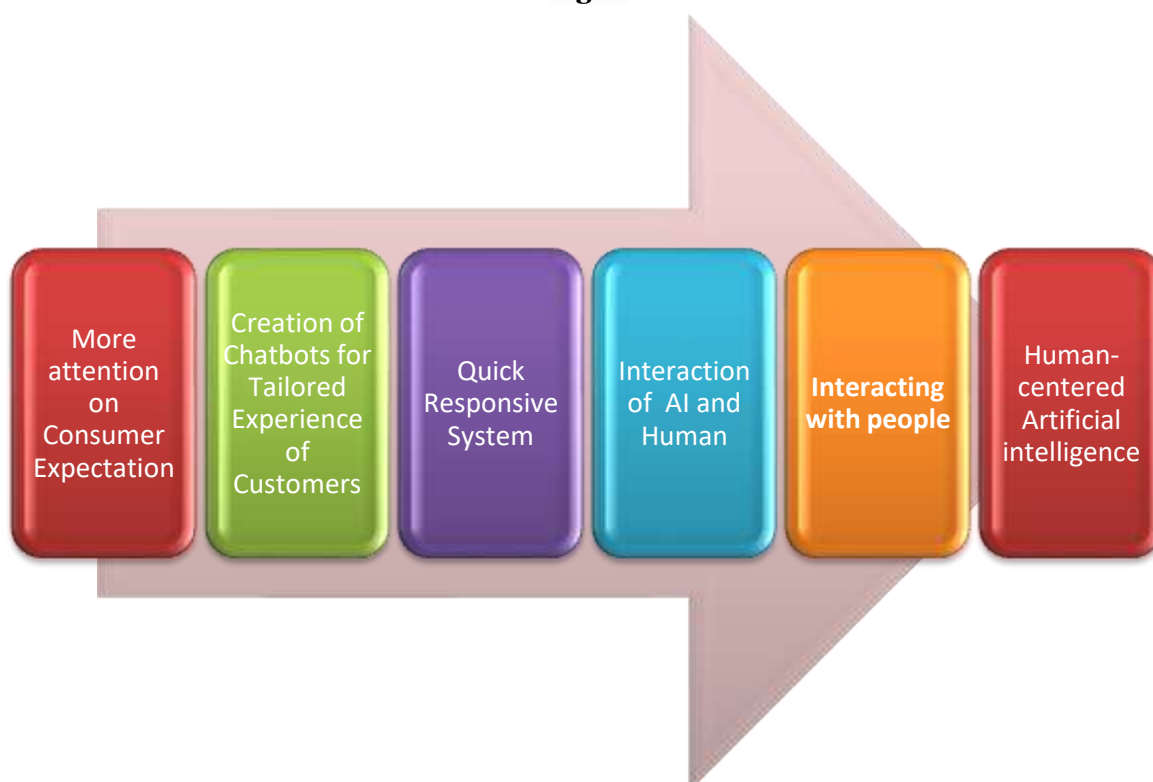 More
attention
on
Consumer
Expectation
Creation of
Chatbots for
Tailored
Experience
of
Customers
Quick
Responsive
System
Interaction
of AI and
Human
Interacting
with people
Human-
centered
Artificial
intelligence